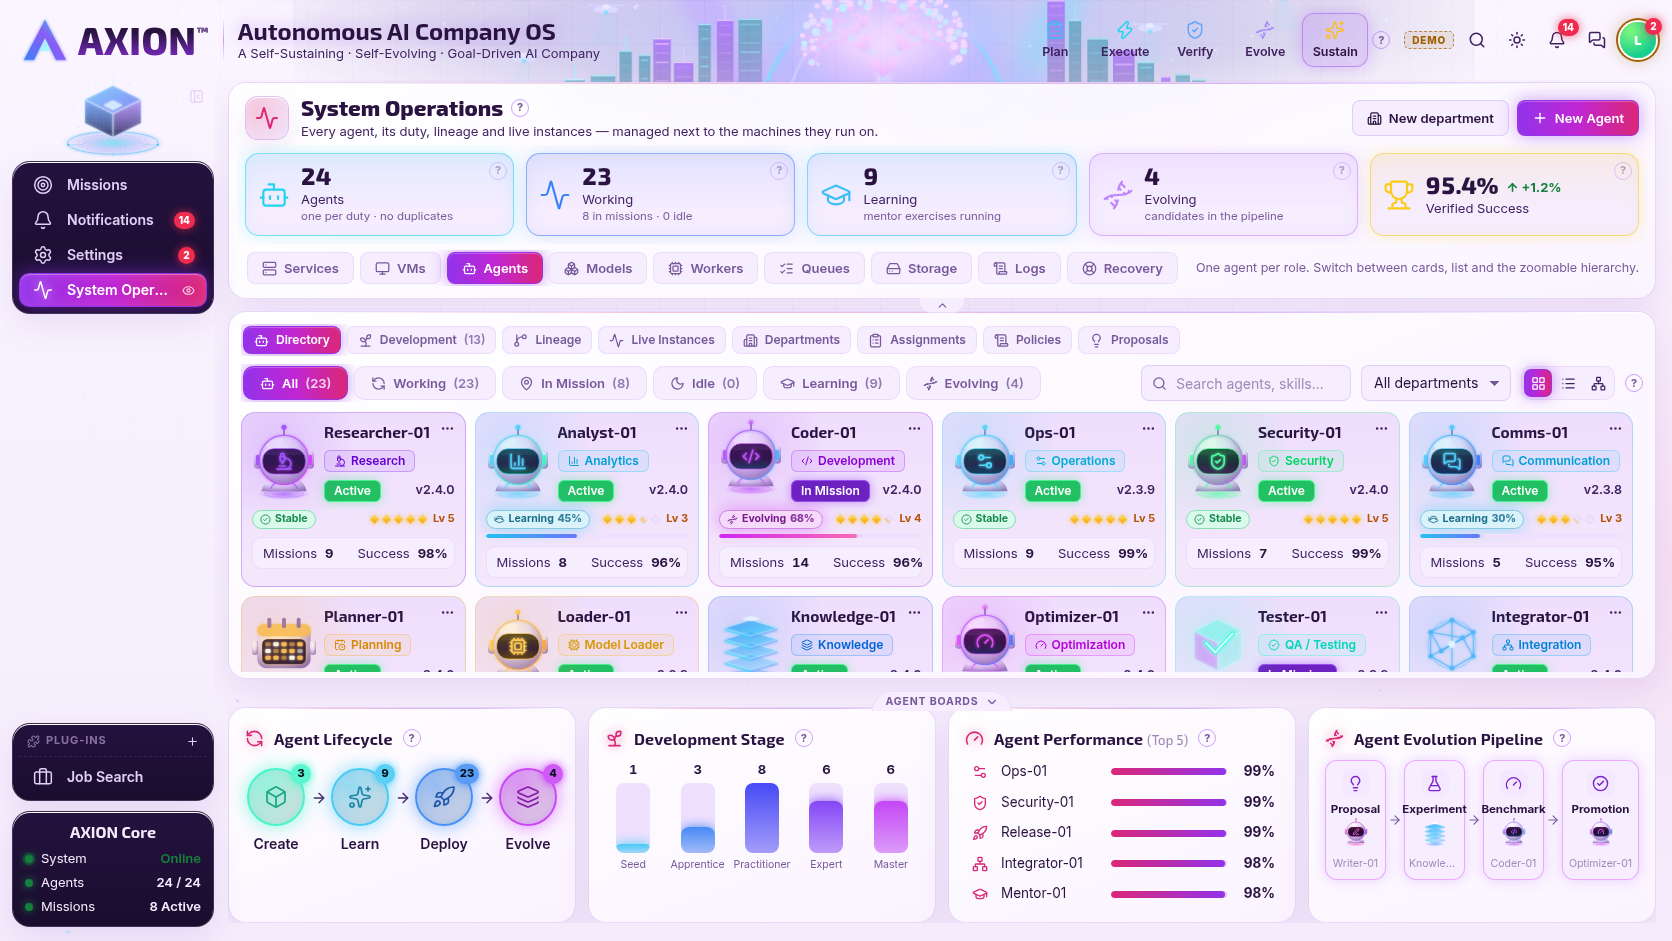 AXION™
Autonomous AI Company OS
A Self-Sustaining · Self-Evolving · Goal-Driven AI Company
Plan
Execute
Verify
Evolve
Sustain
?
DEMO
14
L
2
Missions
Notifications 14
Settings 2
System Oper...
System Operations ?
Every agent, its duty, lineage and live instances — managed next to the machines they run on.
New department
+ New Agent
24
Agents
one per duty · no duplicates
?
23
Working
8 in missions · 0 idle
?
9
Learning
mentor exercises running
?
4
Evolving
candidates in the pipeline
?
95.4% ↑ +1.2%
Verified Success
?
Services
VMs
Agents
Models
Workers
Queues
Storage
Logs
Recovery
One agent per role. Switch between cards, list and the zoomable hierarchy.
Directory
Development (13)
Lineage
Live Instances
Departments
Assignments
Policies
Proposals
All (23)
Working (23)
In Mission (8)
Idle (0)
Learning (9)
Evolving (4)
Search agents, skills...
All departments
?
Researcher-01 ...
Research
Active v2.4.0
Stable Lv 5
Missions 9 Success 98%
Analyst-01 ...
Analytics
Active v2.4.0
Learning 45% Lv 3
Missions 8 Success 96%
Coder-01 ...
Development
In Mission v2.4.0
Evolving 68% Lv 4
Missions 14 Success 96%
Ops-01 ...
Operations
Active v2.3.9
Stable Lv 5
Missions 9 Success 99%
Security-01 ...
Security
Active v2.4.0
Stable Lv 5
Missions 7 Success 99%
Comms-01 ...
Communication
Active v2.3.8
Learning 30% Lv 3
Missions 5 Success 95%
Planner-01 ...
Planning
Loader-01 ...
Model Loader
Knowledge-01 ...
Knowledge
Optimizer-01 ...
Optimization
Tester-01 ...
QA / Testing
Integrator-01 ...
Integration
AGENT BOARDS
PLUG-INS +
Job Search
AXION Core
System Online
Agents 24 / 24
Missions 8 Active
Agent Lifecycle ?
3
9
23
4
Create
Learn
Deploy
Evolve
Development Stage ?
1 3 8 6 6
Seed Apprentice Practitioner Expert Master
Agent Performance (Top 5) ?
Ops-01 99%
Security-01 99%
Release-01 99%
Integrator-01 98%
Mentor-01 98%
Agent Evolution Pipeline ?
Proposal
Writer-01
Experiment
Knowle...
Benchmark
Coder-01
Promotion
Optimizer-01